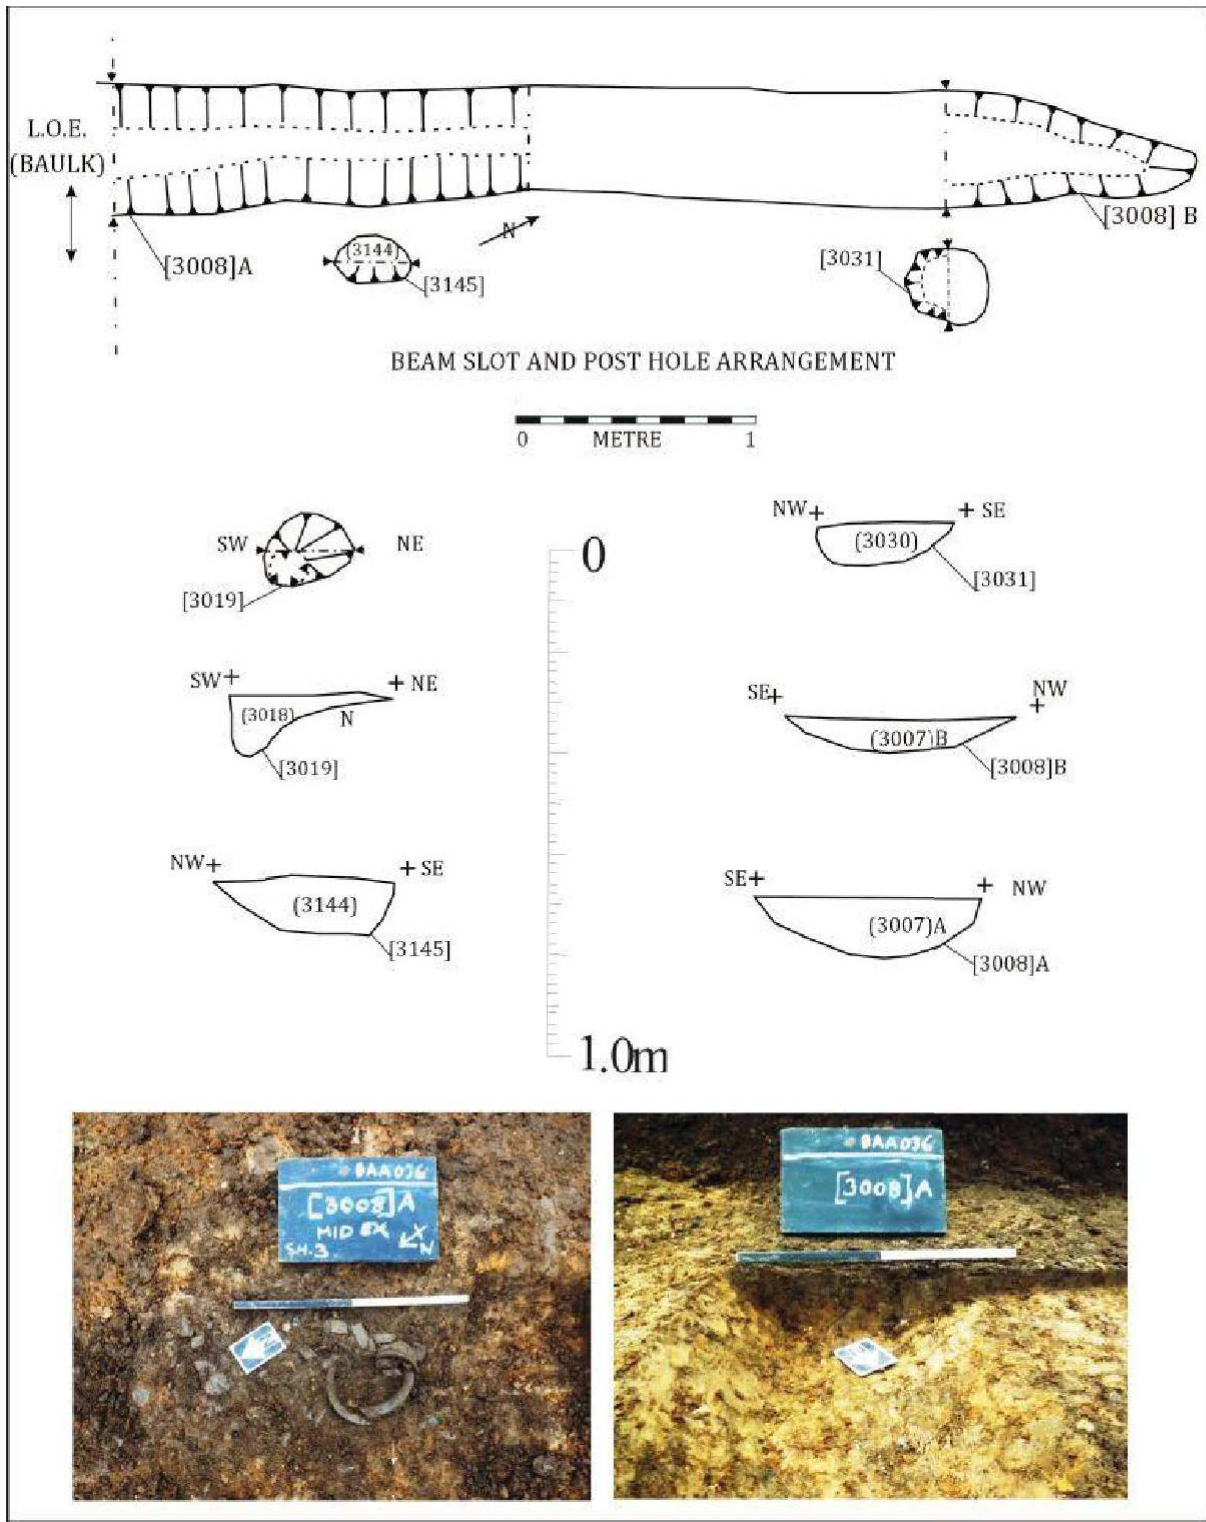 L.O.E.
(BAULK)
[3008]A
(3144)
[3145]
N
[3031]
[3008] B
BEAM SLOT AND POST HOLE ARRANGEMENT
0 METRE 1
SW NE
[3019]
SW NE
(3018) N
[3019]
NW SE
(3144)
[3145]
0
1.0m
NW SE
(3030)
[3031]
SE NW
(3007)B
[3008]B
SE NW
(3007)A
[3008]A
BAA036
[3008]A
MID EX
SH.3 N
BAA036
[3008]A